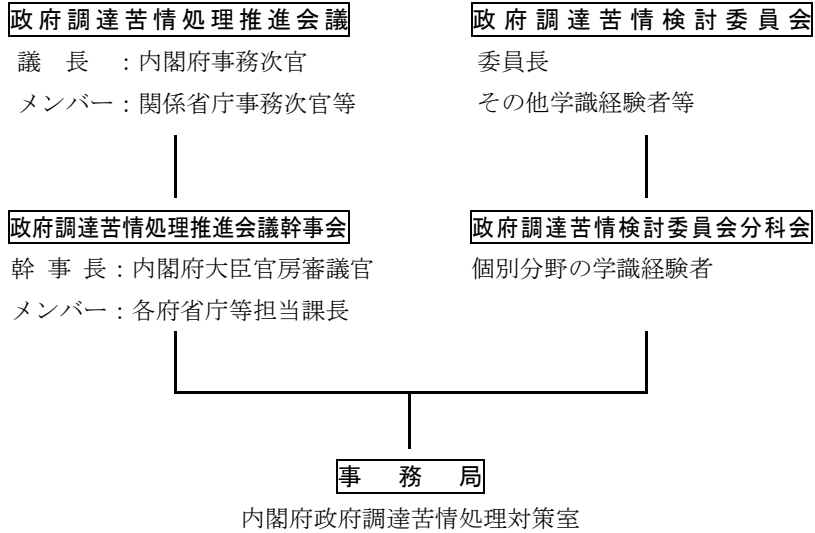 政府調達苦情処理推進会議
議　長　：内閣府事務次官
メンバー：関係省庁事務次官等
政府調達苦情検討委員会
委員長
その他学識経験者等
政府調達苦情処理推進会議幹事会
幹 事 長：内閣府大臣官房審議官
メンバー：各府省庁等担当課長
政府調達苦情検討委員会分科会
個別分野の学識経験者
事　務　局
内閣府政府調達苦情処理対策室